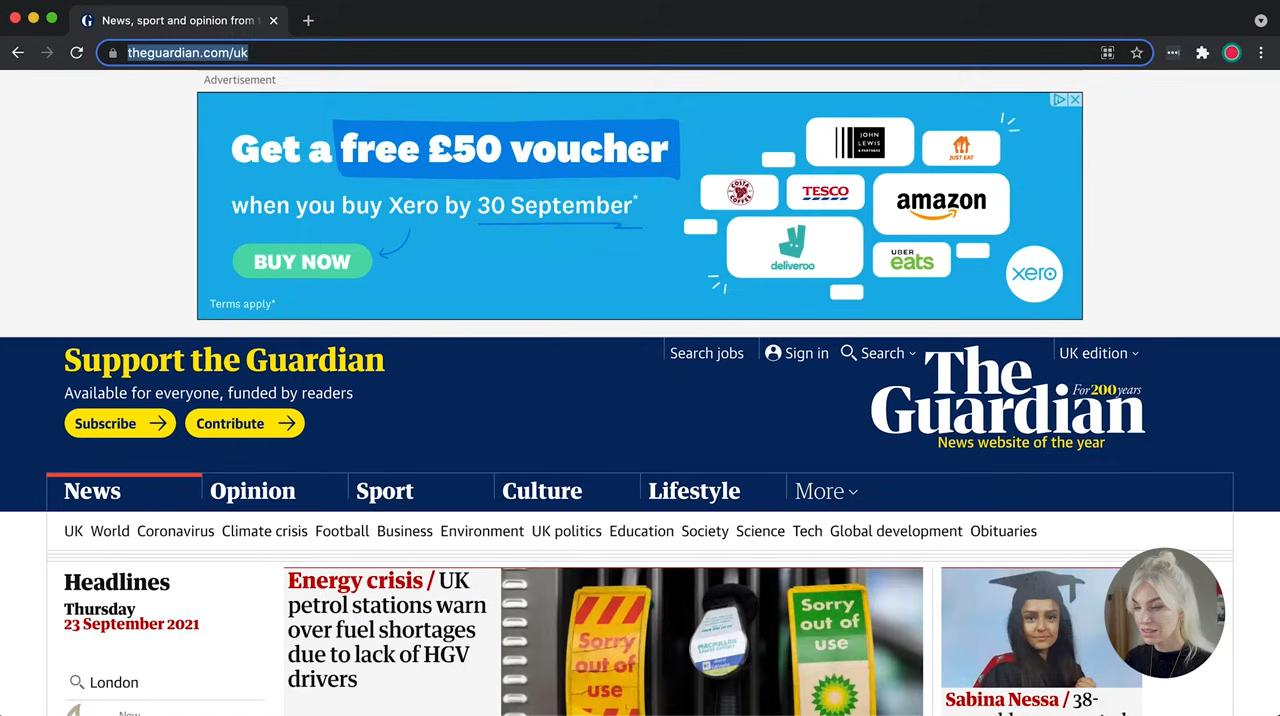 News, sport and opinion from
theguardian.com/uk
Advertisement
Get a free £50 voucher
when you buy Xero by 30 September*
BUY NOW
Terms apply*
JOHN
LEWIS
& PARTNERS
JUST EAT
COSTA
COFFEE
TESCO
amazon
deliveroo
UBER
eats
xero
Support the Guardian
Available for everyone, funded by readers
Subscribe
Contribute
Search jobs
Sign in
Search
UK edition
The
Guardian
For 200 years
News website of the year
News Opinion Sport Culture Lifestyle More
UK World Coronavirus Climate crisis Football Business Environment UK politics Education Society Science Tech Global development Obituaries
Headlines
Thursday
23 September 2021
London
Now
Energy crisis / UK
petrol stations warn
over fuel shortages
due to lack of HGV
drivers
Sorry
out of
use
MACMILLAN
Sorry
out of
use
Sabina Nessa / 38-